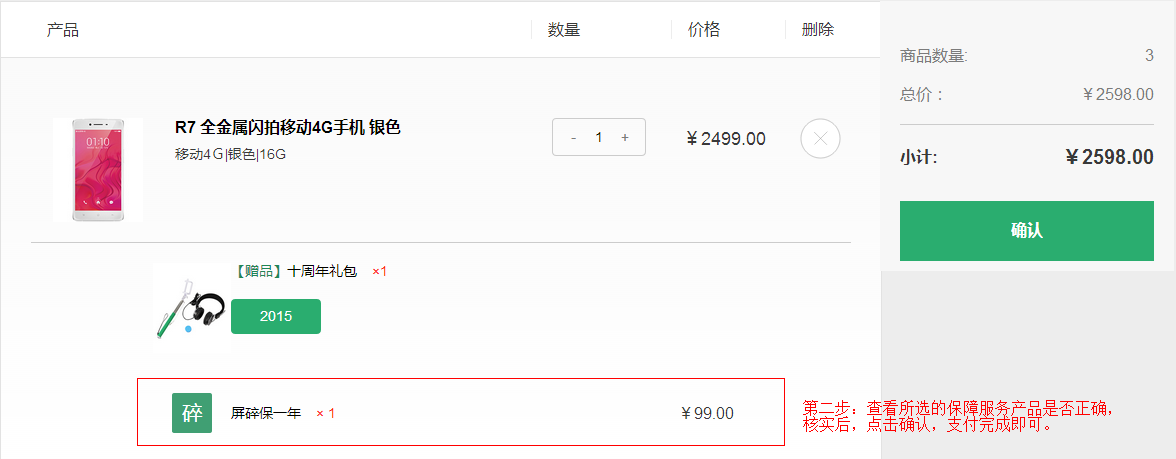 产品 数量 价格 删除
商品数量: 3
总价： ￥2598.00
小计: ￥2598.00
确认
R7 全金属闪拍移动4G手机 银色
移动4G|银色|16G
- 1 +
￥2499.00
01:10
【赠品】十周年礼包 ×1
2015
碎 屏碎保一年 × 1 ￥99.00
第二步：查看所选的保障服务产品是否正确，
核实后，点击确认，支付完成即可。